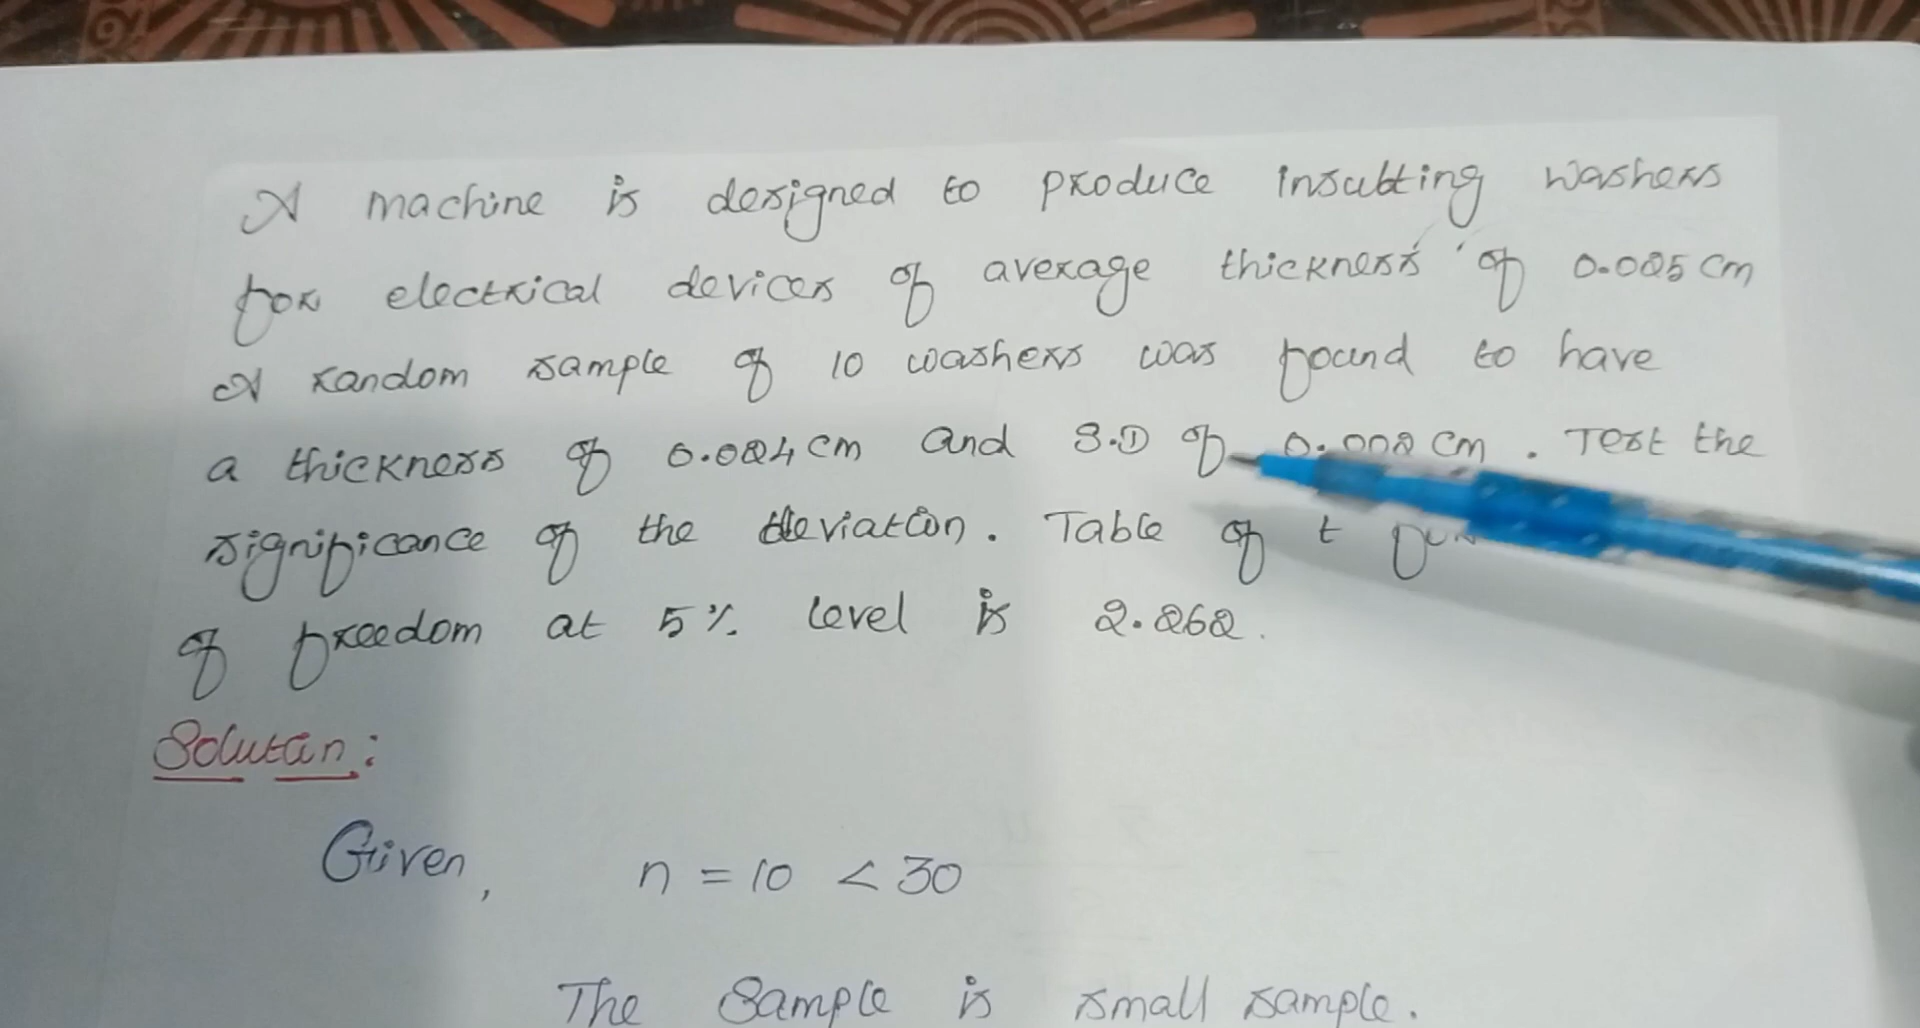 A machine is designed to produce insulting washers
for electrical devices of average thickness of 0.025 cm
A random sample of 10 washers was found to have
a thickness of 0.024 cm and S.D of 0.002 cm. Test the
significance of the deviation. Table of t
of freedom at 5% level is 2.262.
Solution:
Given, n = 10 < 30
The Sample is small sample.